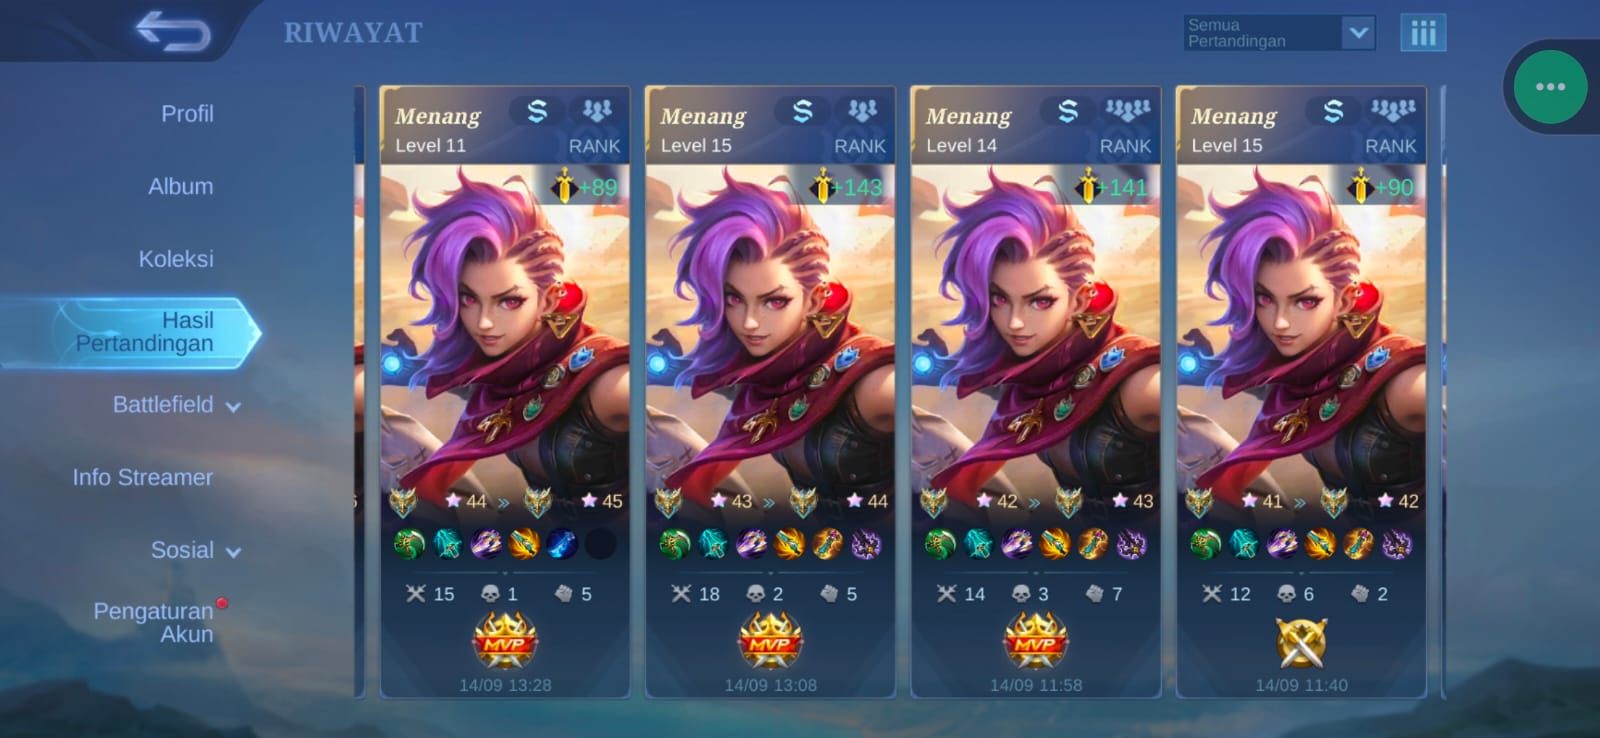 RIWAYAT
Semua
Pertandingan
Profil
Album
Koleksi
Hasil
Pertandingan
Battlefield
Info Streamer
Sosial
Pengaturan
Akun
Menang
Level 11
RANK
+89
44
45
15
1
5
MVP
14/09 13:28
Menang
Level 15
RANK
+143
43
44
18
2
5
MVP
14/09 13:08
Menang
Level 14
RANK
+141
42
43
14
3
7
MVP
14/09 11:58
Menang
Level 15
RANK
+90
41
42
12
6
2
14/09 11:40